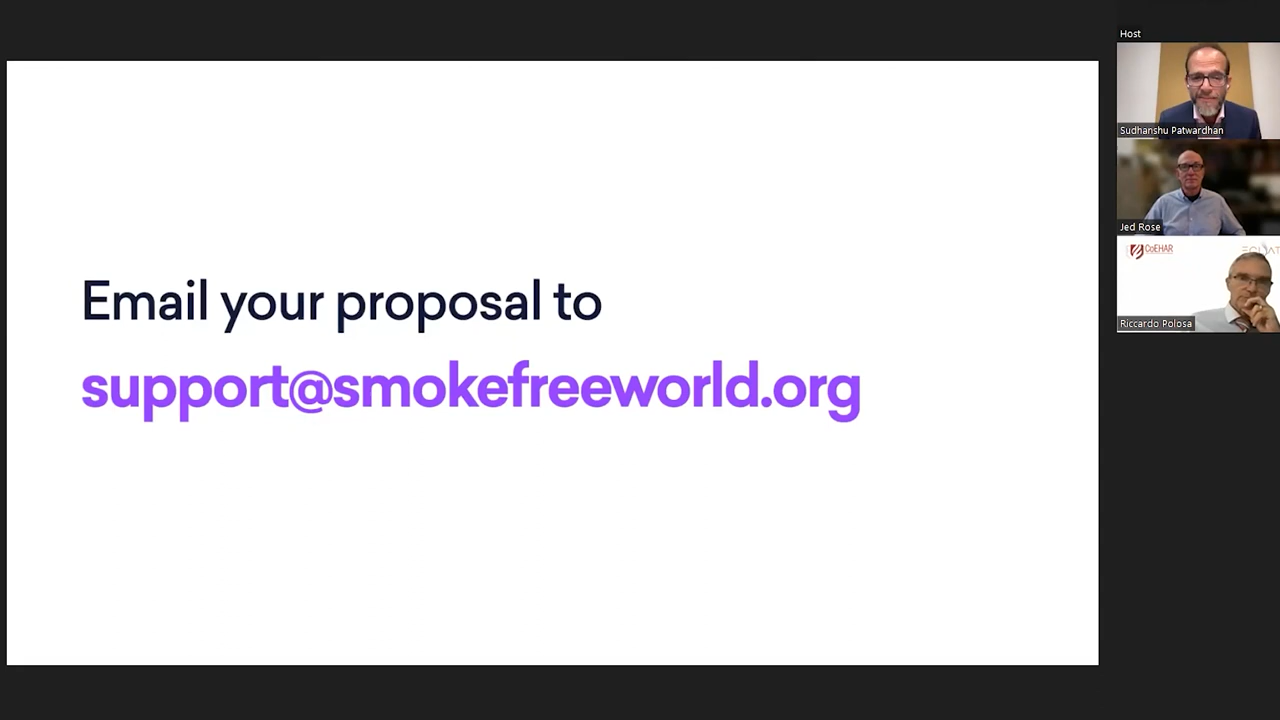 Host
Email your proposal to
support@smokefreeworld.org
Sudhanshu Patwardhan
Jed Rose
CoEHAR
Riccardo Polosa